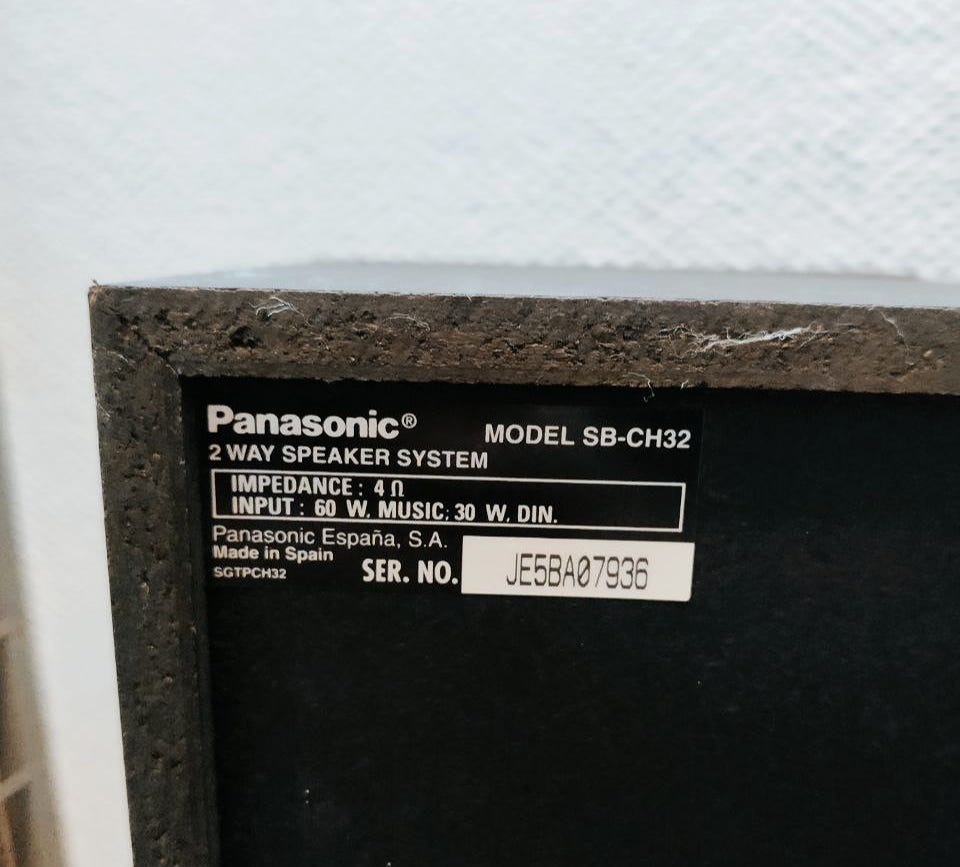 Panasonic®
MODEL SB-CH32
2 WAY SPEAKER SYSTEM
IMPEDANCE : 4 Ω
INPUT : 60 W. MUSIC; 30 W. DIN.
Panasonic España, S.A.
Made in Spain
SGTPCH32
SER. NO. JE5BA07936